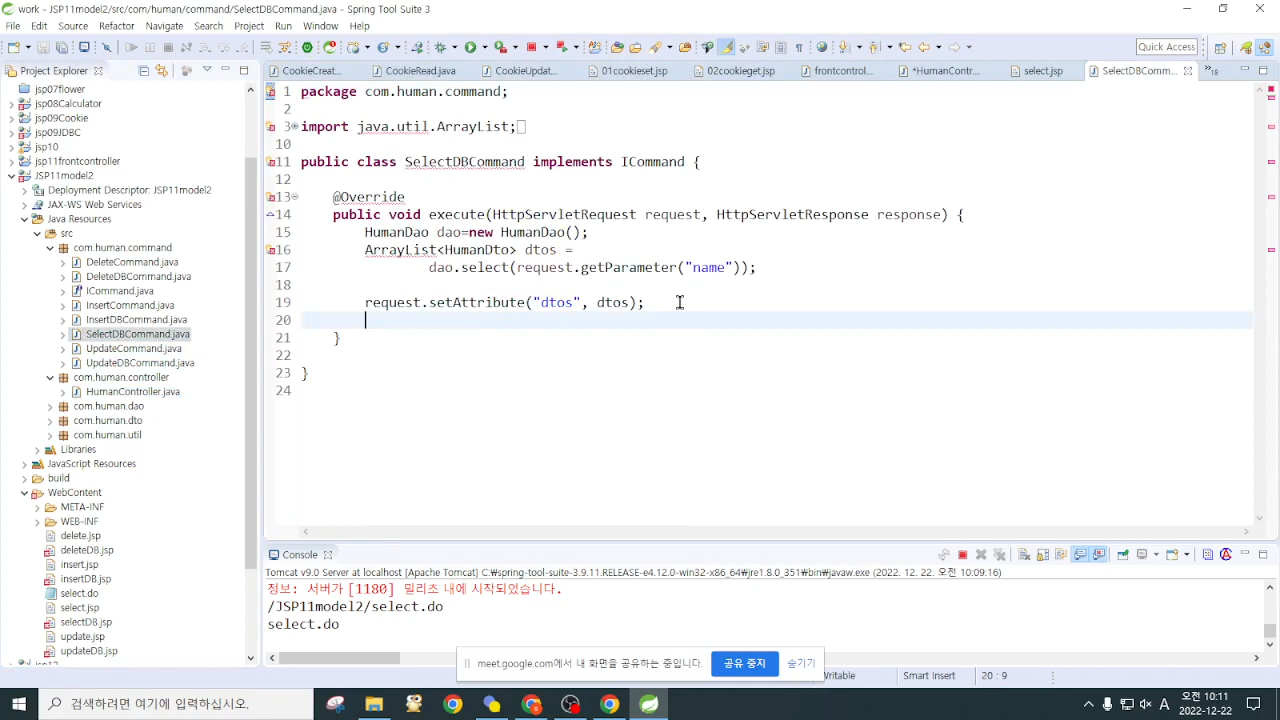 work - JSP11model2/src/com/human/command/SelectDBCommand.java - Spring Tool Suite 3
File Edit Source Refactor Navigate Search Project Run Window Help
Quick Access
Project Explorer
CookieCreat... CookieRead.java CookieUpdat... 01cookieset.jsp 02cookieget.jsp frontcontrol... *HumanContr... select.jsp SelectDBComm... »18
jsp07flower
jsp08Calculator
jsp09Cookie
jsp09JDBC
jsp10
jsp11frontcontroller
JSP11model2
Deployment Descriptor: JSP11model2
JAX-WS Web Services
Java Resources
src
com.human.command
DeleteCommand.java
DeleteDBCommand.java
ICommand.java
InsertCommand.java
InsertDBCommand.java
SelectDBCommand.java
UpdateCommand.java
UpdateDBCommand.java
com.human.controller
HumanController.java
com.human.dao
com.human.dto
com.human.util
Libraries
JavaScript Resources
build
WebContent
META-INF
WEB-INF
delete.jsp
deleteDB.jsp
insert.jsp
insertDB.jsp
select.do
select.jsp
selectDB.jsp
update.jsp
updateDB.jsp
1 package com.human.command;
2
3 import java.util.ArrayList;
10
11 public class SelectDBCommand implements ICommand {
12
13 @Override
14 public void execute(HttpServletRequest request, HttpServletResponse response) {
15 HumanDao dao=new HumanDao();
16 ArrayList<HumanDto> dtos =
17 dao.select(request.getParameter("name"));
18
19 request.setAttribute("dtos", dtos);
20
21 }
22
23 }
24
Console
Tomcat v9.0 Server at localhost [Apache Tomcat] C:₩spring-tool-suite-3.9.11.RELEASE-e4.12.0-win32-x86_64₩jre1.8.0_351₩bin₩javaw.exe (2022. 12. 22. 오전 10:09:16)
정보: 서버가 [1180] 밀리초 내에 시작되었습니다.
/JSP11model2/select.do
select.do
meet.google.com에서 내 화면을 공유하는 중입니다. 공유 중지 숨기기
Smart Insert 20 : 9
검색하려면 여기에 입력하십시오.
A 오전 10:11
2022-12-22